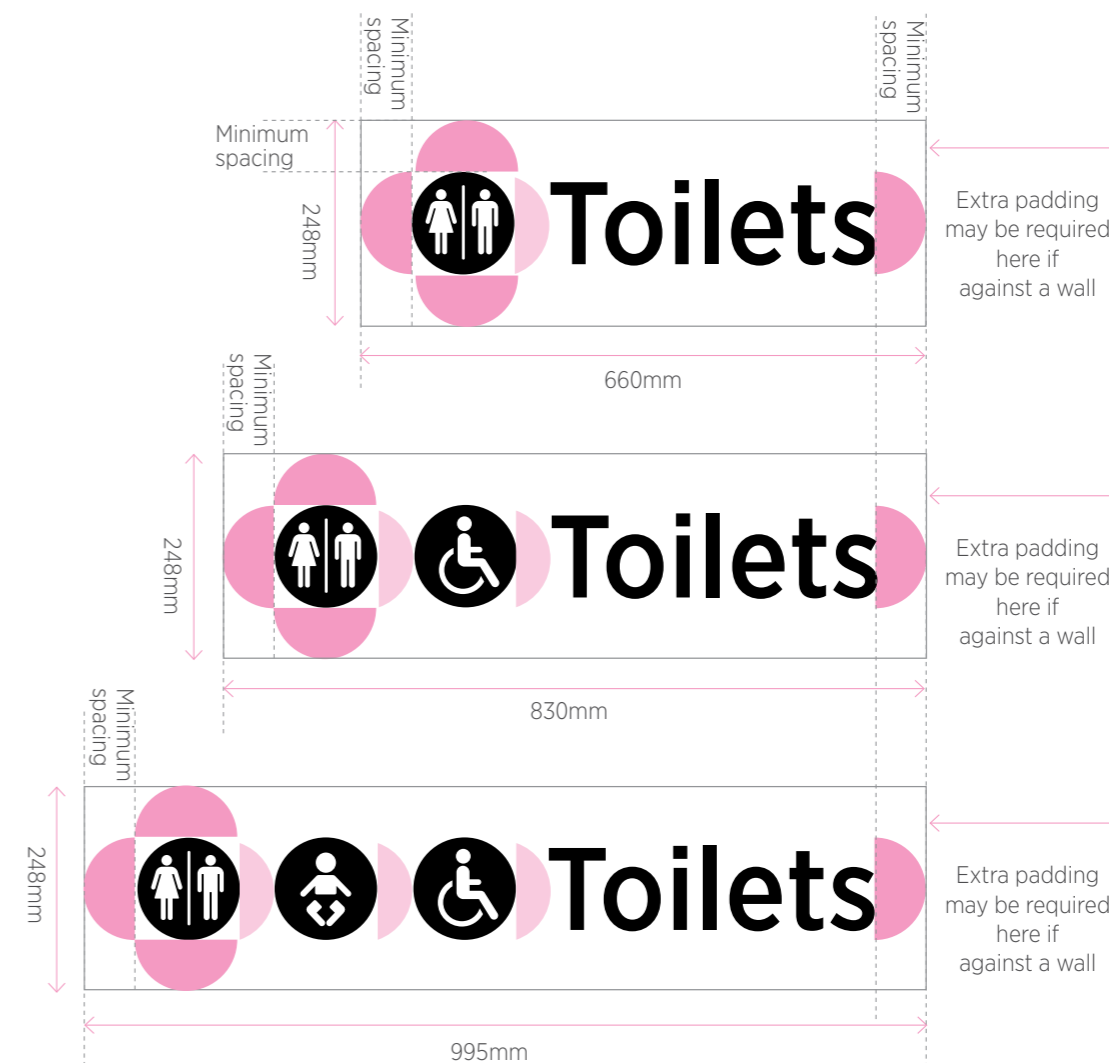 Minimum
spacing
Minimum
spacing
Minimum
spacing
248mm
Toilets
Extra padding
may be required
here if
against a wall
660mm
Minimum
spacing
248mm
Toilets
Extra padding
may be required
here if
against a wall
830mm
Minimum
spacing
248mm
Toilets
Extra padding
may be required
here if
against a wall
995mm